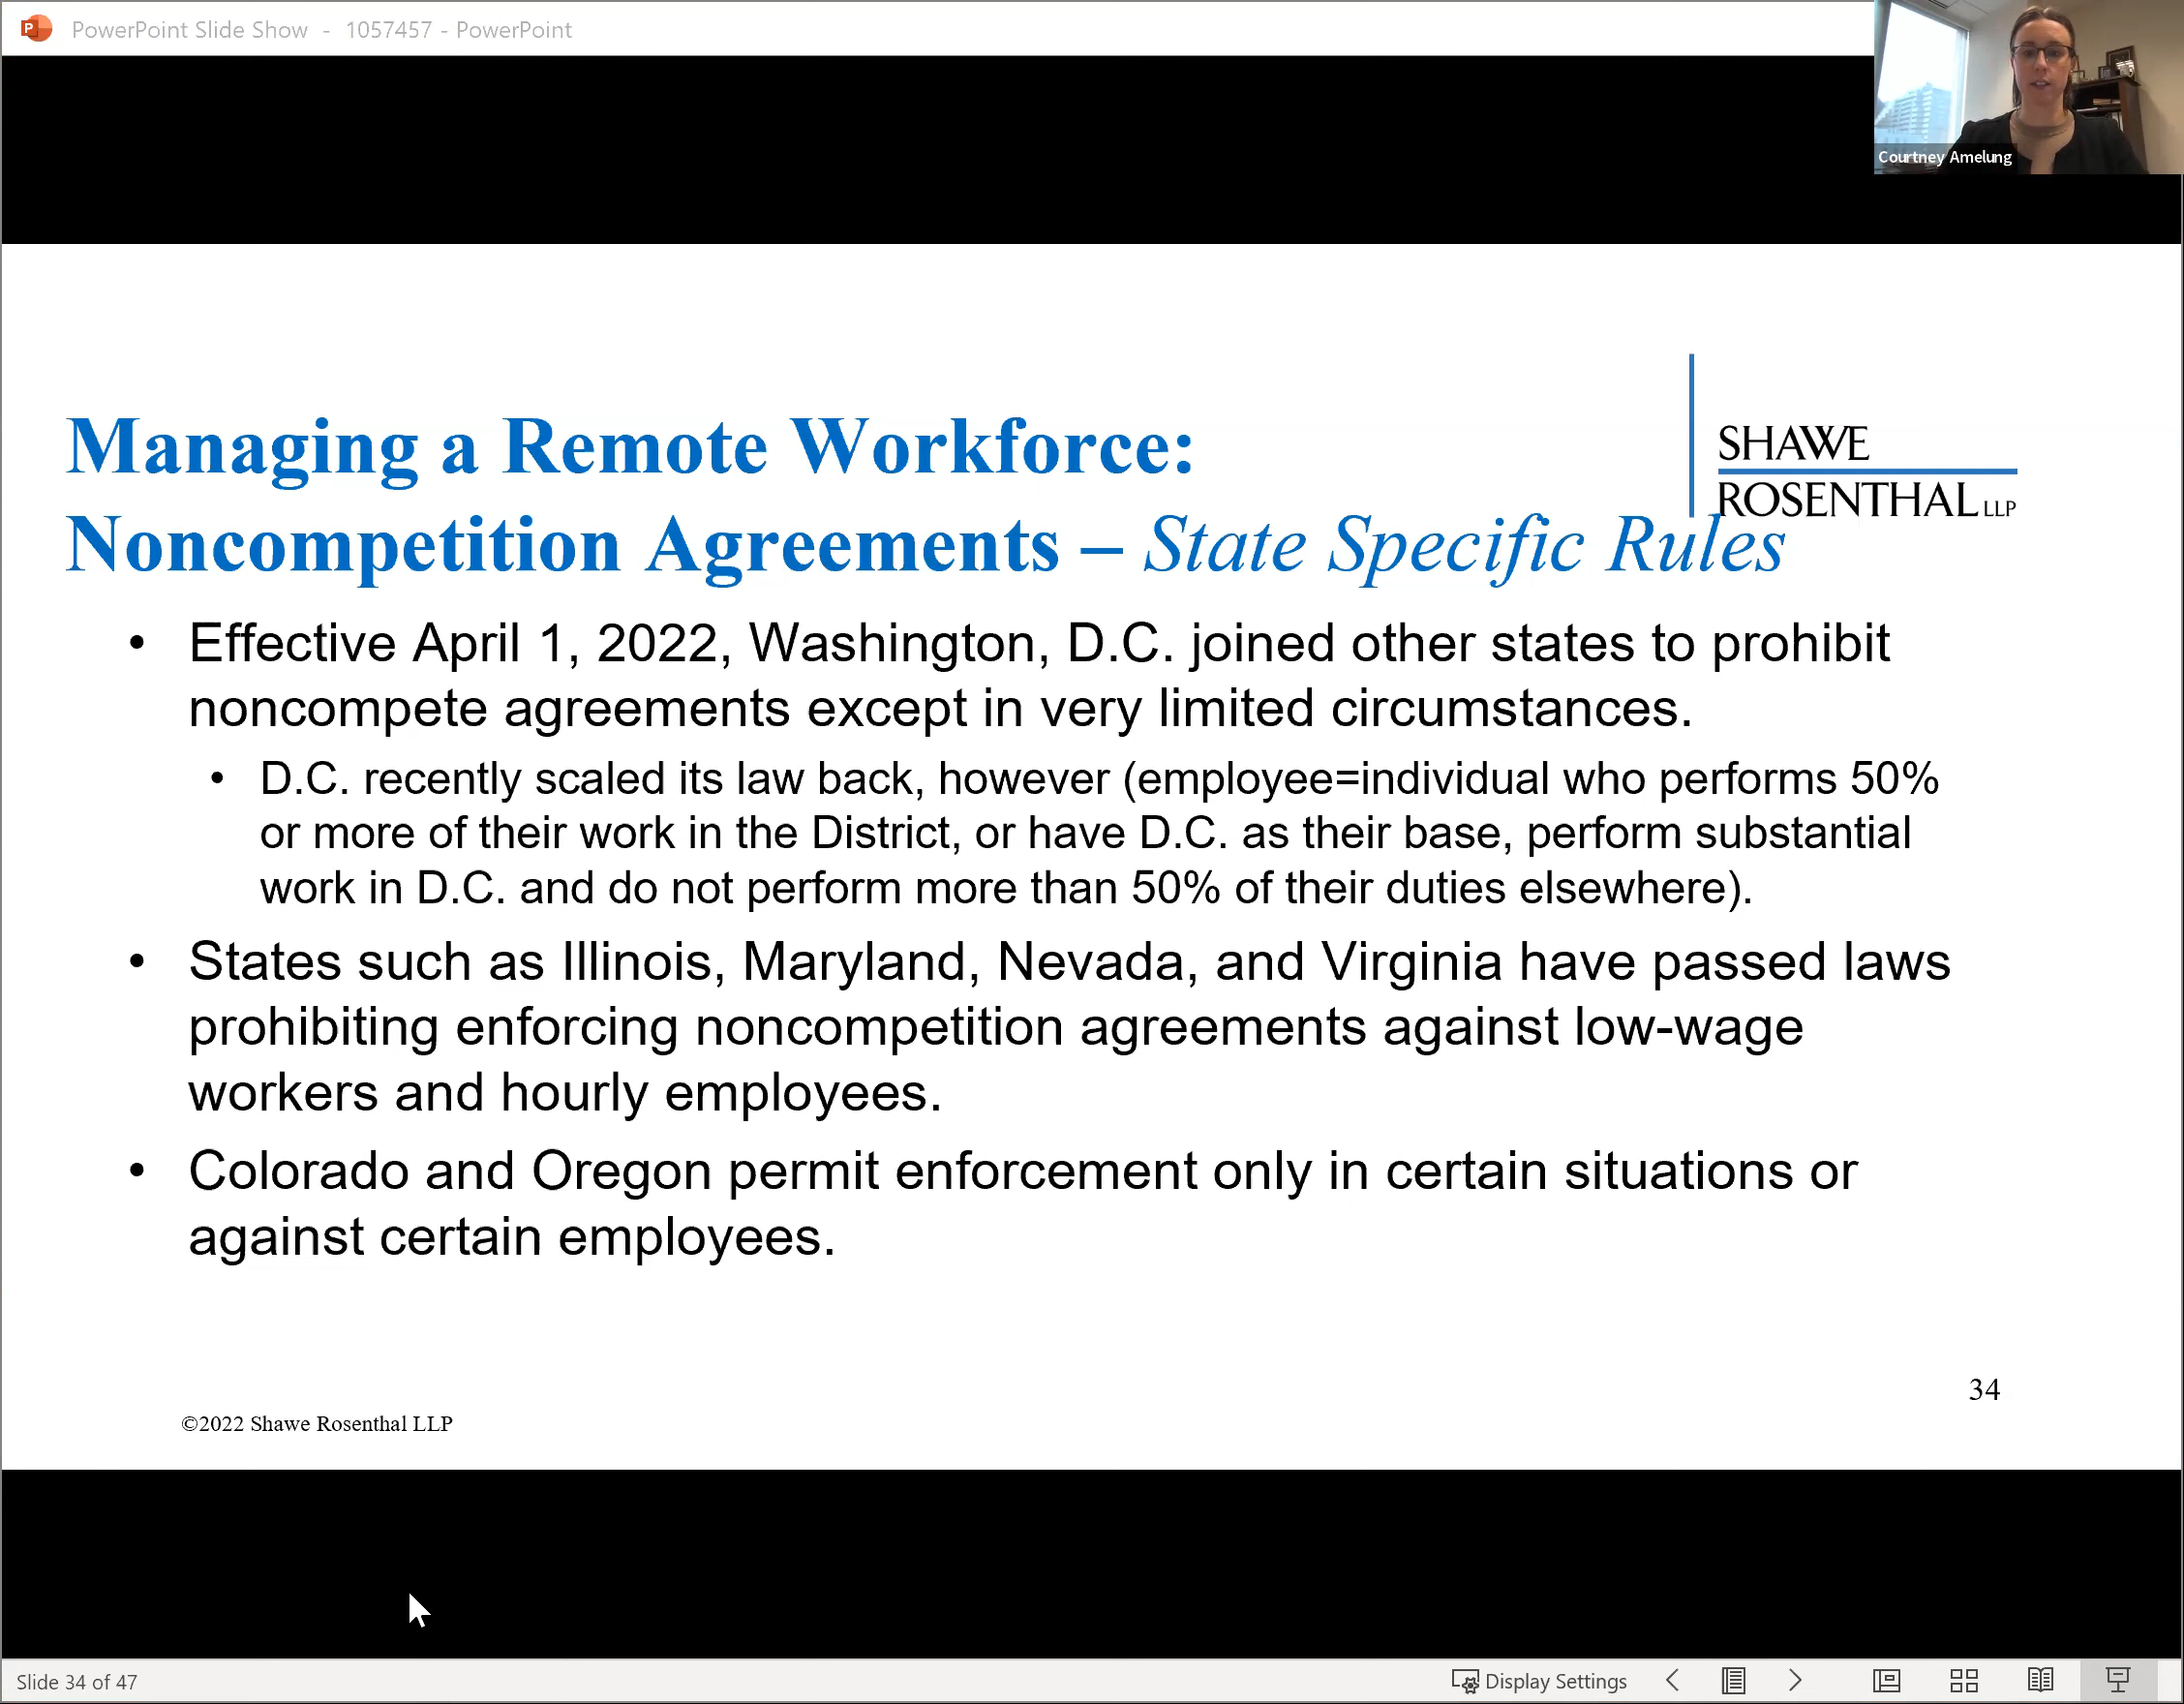 PowerPoint Slide Show - 1057457 - PowerPoint
Courtney Amelung
SHAWE
ROSENTHAL LLP
Managing a Remote Workforce:
Noncompetition Agreements – State Specific Rules
• Effective April 1, 2022, Washington, D.C. joined other states to prohibit
noncompete agreements except in very limited circumstances.
• D.C. recently scaled its law back, however (employee=individual who performs 50%
or more of their work in the District, or have D.C. as their base, perform substantial
work in D.C. and do not perform more than 50% of their duties elsewhere).
• States such as Illinois, Maryland, Nevada, and Virginia have passed laws
prohibiting enforcing noncompetition agreements against low-wage
workers and hourly employees.
• Colorado and Oregon permit enforcement only in certain situations or
against certain employees.
34
©2022 Shawe Rosenthal LLP
Slide 34 of 47
Display Settings